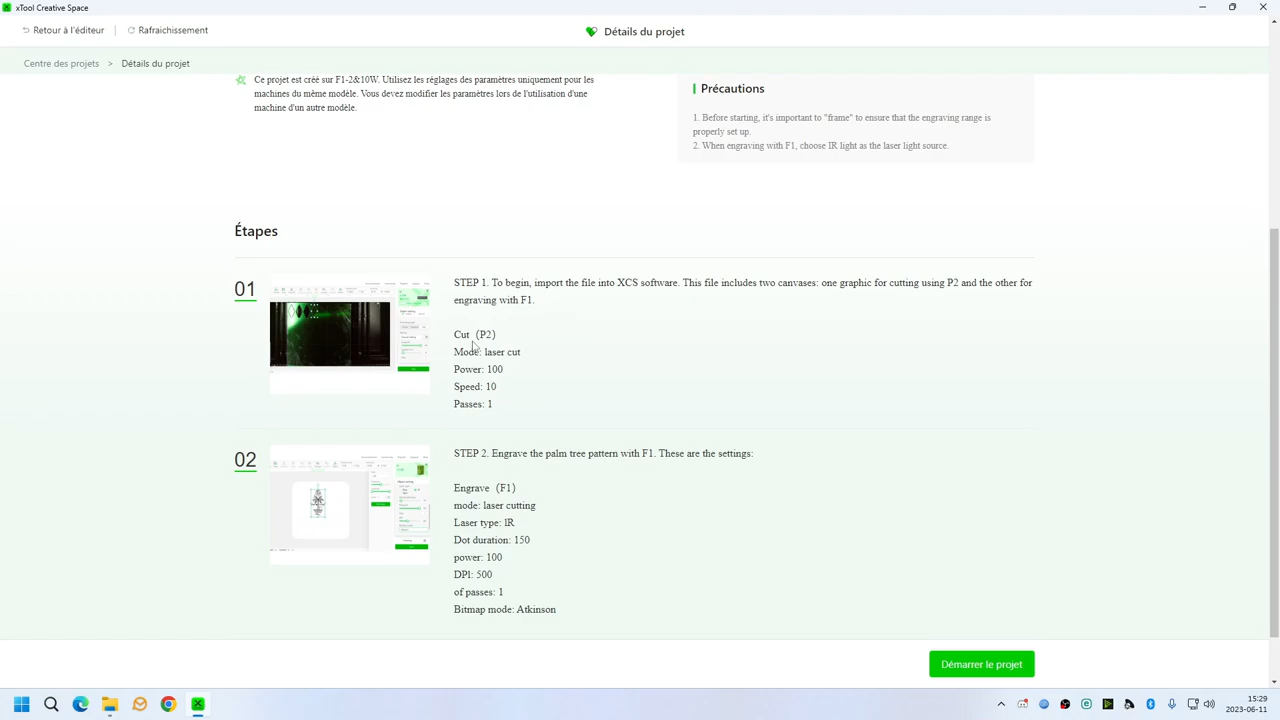 xTool Creative Space
Retour à l'éditeur
Rafraichissement
Détails du projet
Centre des projets > Détails du projet
Ce projet est créé sur F1-2&10W. Utilisez les réglages des paramètres uniquement pour les
machines du même modèle. Vous devez modifier les paramètres lors de l'utilisation d'une
machine d'un autre modèle.
Précautions
1. Before starting, it's important to "frame" to ensure that the engraving range is
properly set up.
2. When engraving with F1, choose IR light as the laser light source.
Étapes
01
STEP 1. To begin, import the file into XCS software. This file includes two canvases: one graphic for cutting using P2 and the other for
engraving with F1.
Cut（P2）
Mode: laser cut
Power: 100
Speed: 10
Passes: 1
02
STEP 2. Engrave the palm tree pattern with F1. These are the settings:
Engrave（F1）
mode: laser cutting
Laser type: lR
Dot duration: 150
power: 100
DPl: 500
of passes: 1
Bitmap mode: Atkinson
Démarrer le projet
15:29
2023-06-11